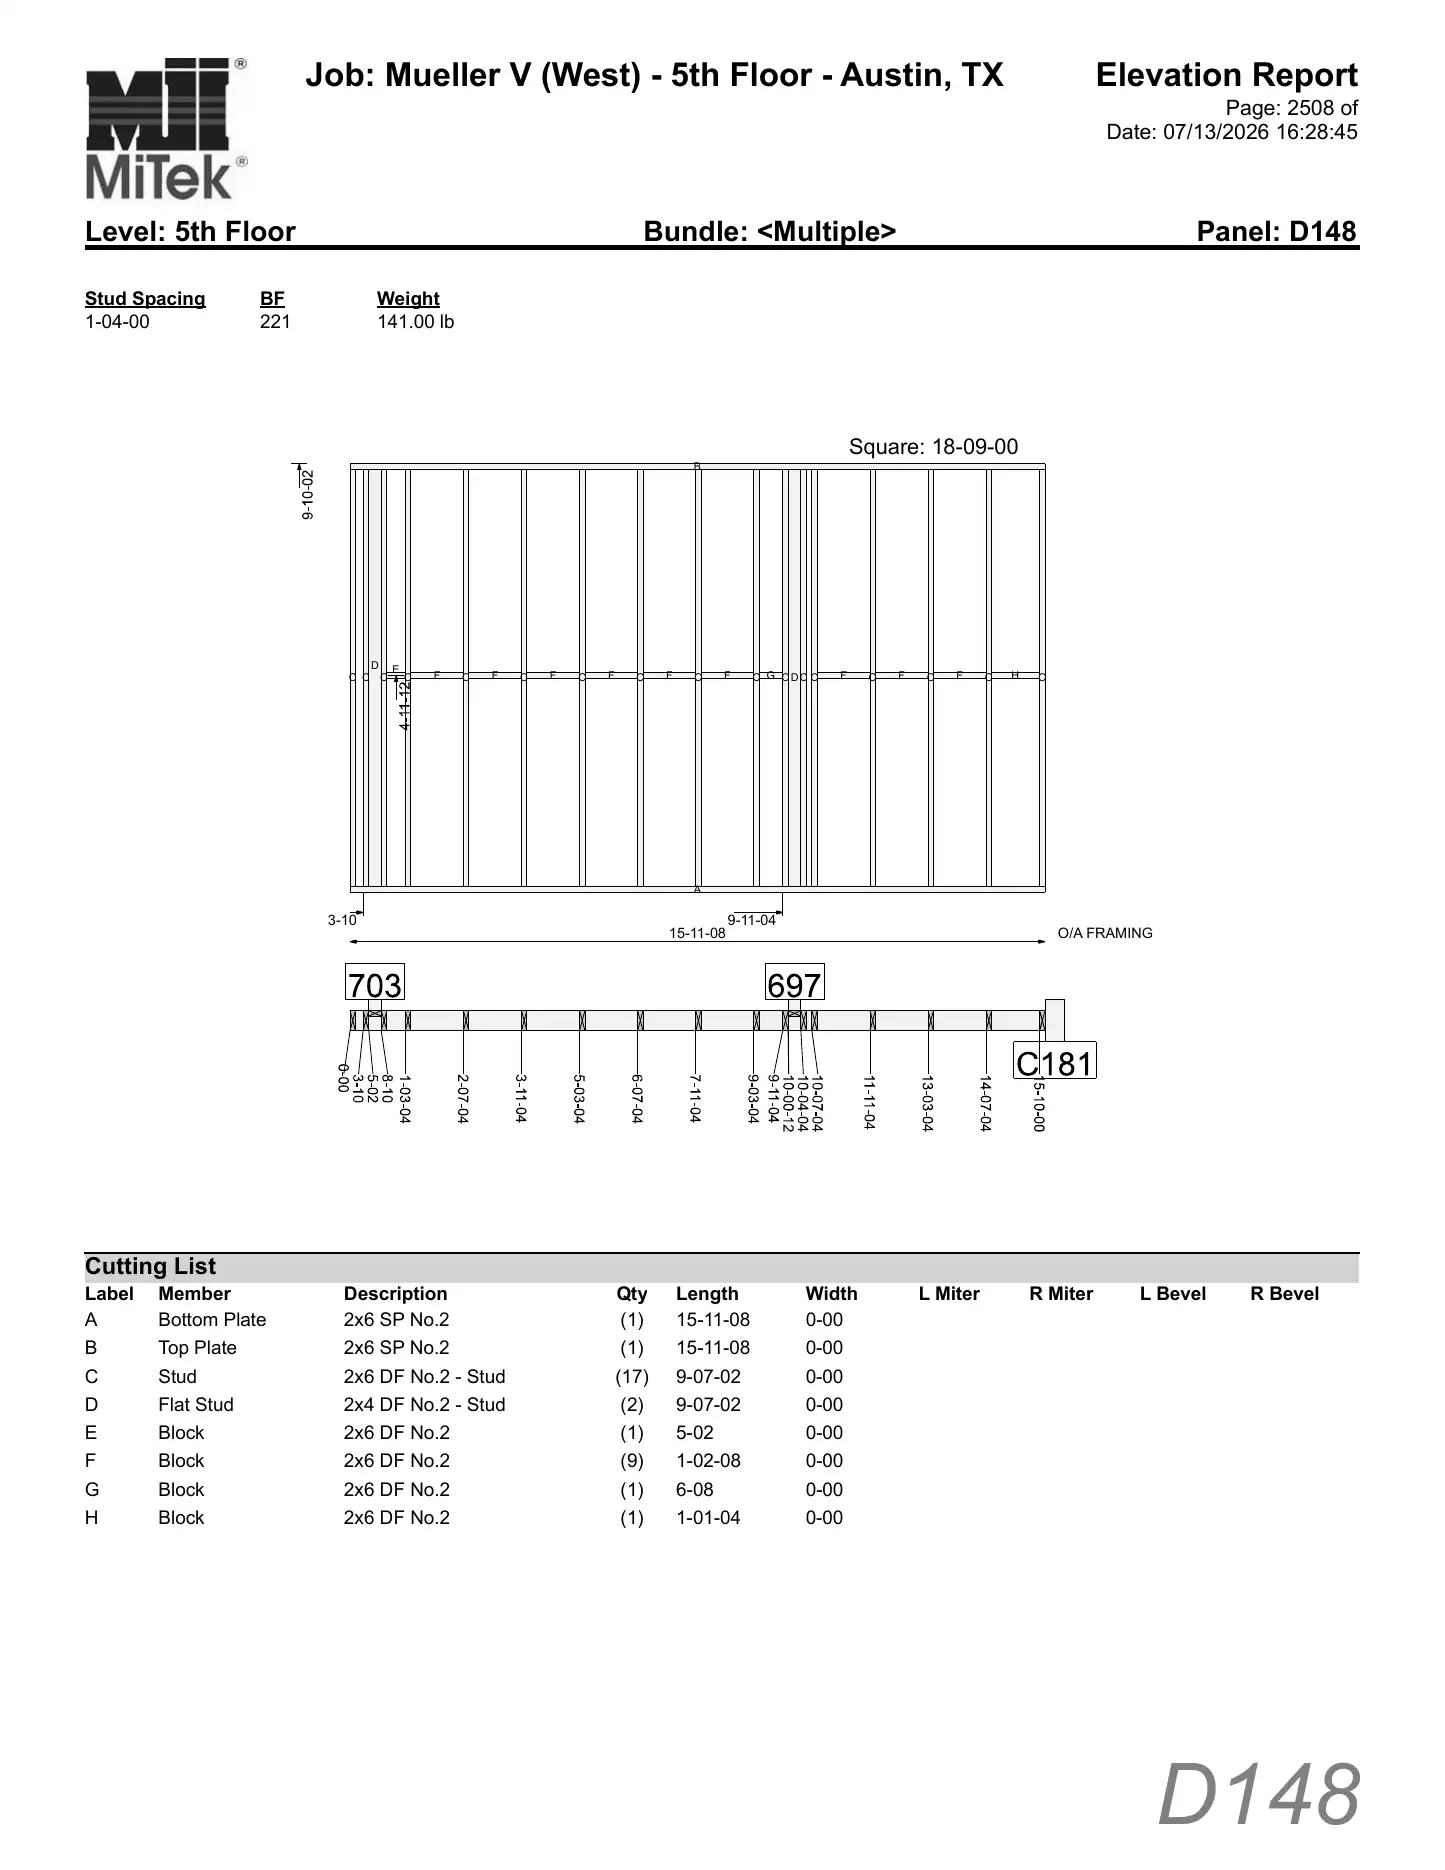 Job: Mueller V (West) - 5th Floor - Austin, TX
Elevation Report
Page: 2508 of
Date: 07/13/2026 16:28:45
MiTek®
Level: 5th Floor Bundle: <Multiple> Panel: D148
Stud Spacing BF Weight
1-04-00 221 141.00 lb
Square: 18-09-00
B
9-10-02
D E F F F F F F G D F F F H
C C C C C C C C C C C C C C C C C
4-11-12
A
3-10 9-11-04
15-11-08 O/A FRAMING
703 697
C181
0-00 3-10 5-02 8-10 1-03-04 2-07-04 3-11-04 5-03-04 6-07-04 7-11-04 9-03-04 9-11-04 10-00-12 10-04-04 10-07-04 11-11-04 13-03-04 14-07-04 15-10-00
Cutting List
Label Member Description Qty Length Width L Miter R Miter L Bevel R Bevel
A Bottom Plate 2x6 SP No.2 (1) 15-11-08 0-00
B Top Plate 2x6 SP No.2 (1) 15-11-08 0-00
C Stud 2x6 DF No.2 - Stud (17) 9-07-02 0-00
D Flat Stud 2x4 DF No.2 - Stud (2) 9-07-02 0-00
E Block 2x6 DF No.2 (1) 5-02 0-00
F Block 2x6 DF No.2 (9) 1-02-08 0-00
G Block 2x6 DF No.2 (1) 6-08 0-00
H Block 2x6 DF No.2 (1) 1-01-04 0-00
D148